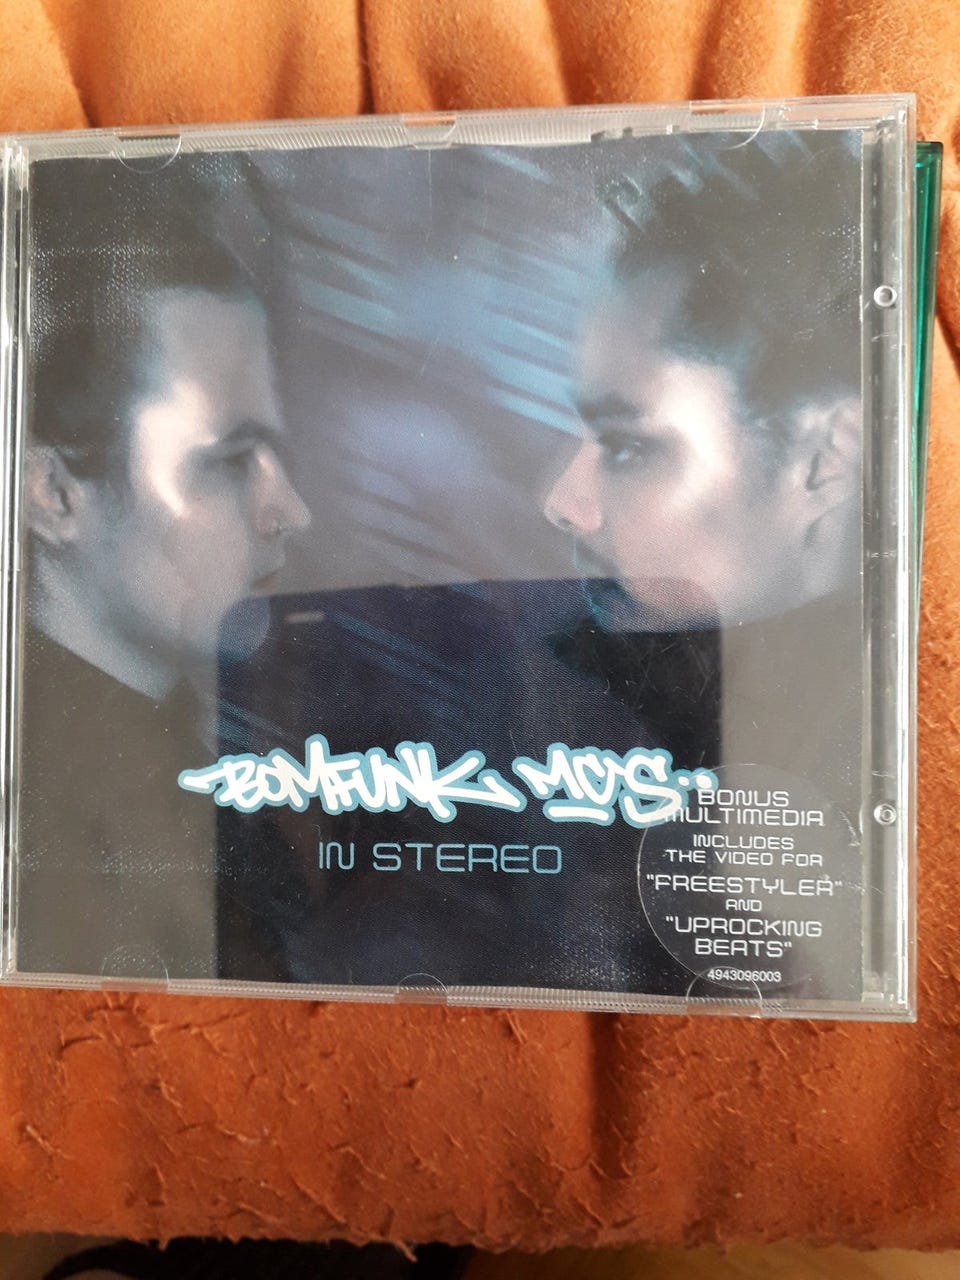 BOMFUNK MC'S
IN STEREO
BONUS
MULTIMEDIA
INCLUDES
THE VIDEO FOR
"FREESTYLER"
AND
"UPROCKING
BEATS"
4943096003